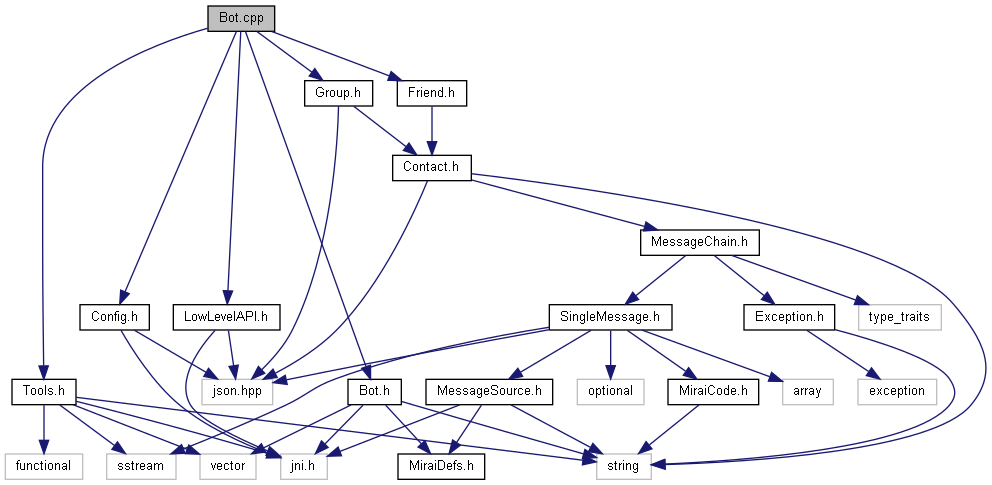 Bot.cpp
Group.h
Friend.h
Contact.h
MessageChain.h
Config.h
LowLevelAPI.h
SingleMessage.h
Exception.h
type_traits
Tools.h
json.hpp
Bot.h
MessageSource.h
optional
MiraiCode.h
array
exception
functional
sstream
vector
jni.h
MiraiDefs.h
string